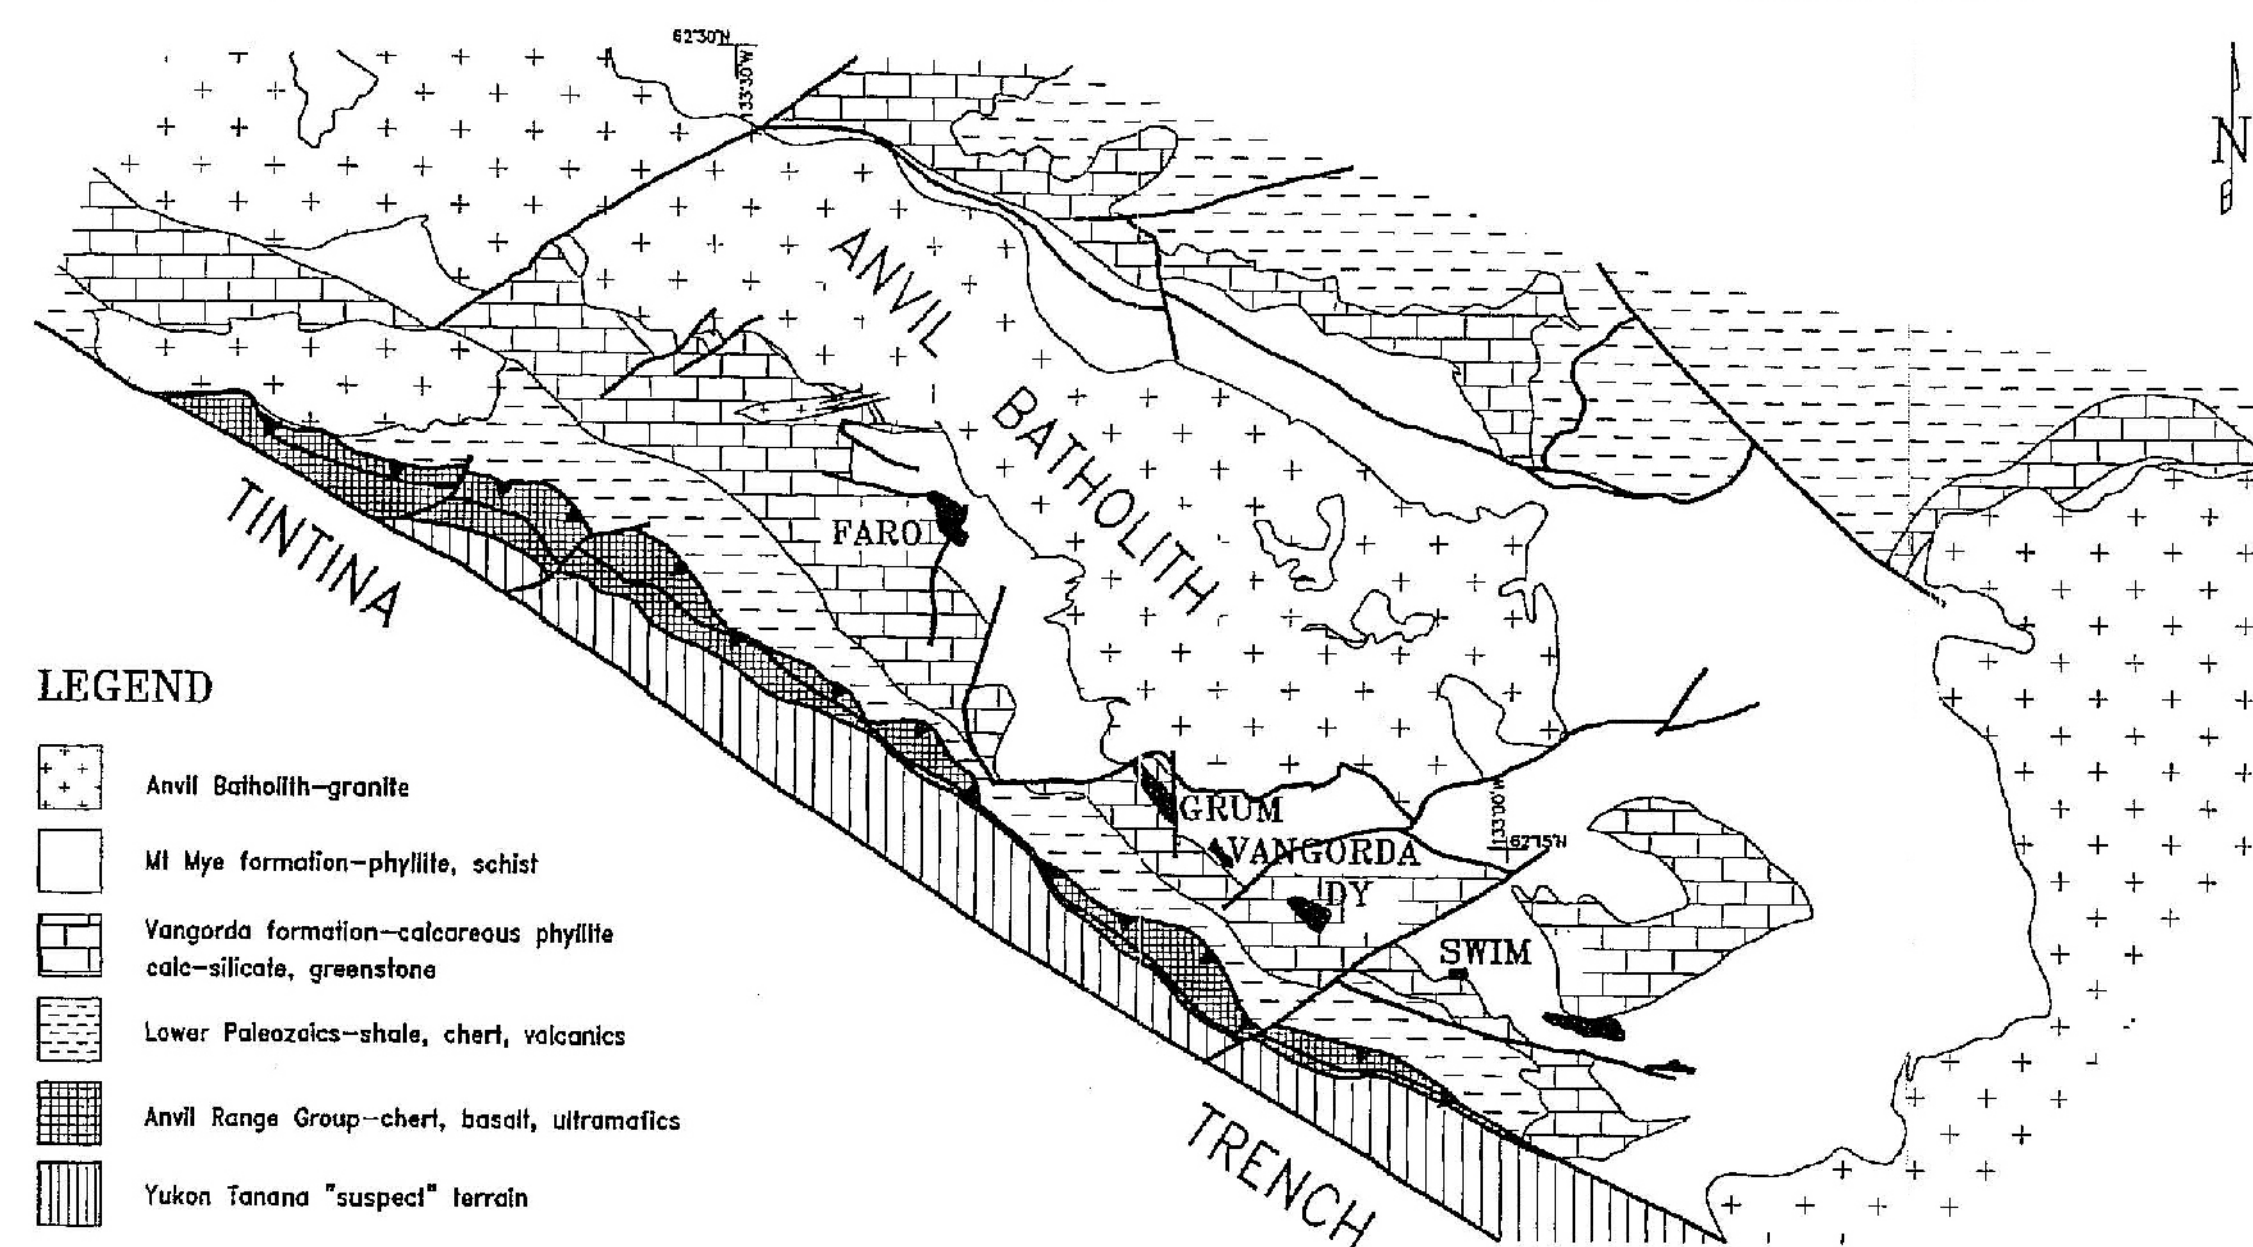 62°30'N
133°30'W
N
ANVIL
BATHOLITH
TINTINA
FARO
LEGEND
Anvil Batholith-granite
Mt Mye formation-phyllite, schist
Vangorda formation-calcareous phyllite
calc-silicate, greenstone
Lower Paleozoics-shale, chert, volcanics
Anvil Range Group-chert, basalt, ultramafics
Yukon Tanana "suspect" terrain
GRUM
VANGORDA
133°00'W
62°15'N
DY
SWIM
TRENCH